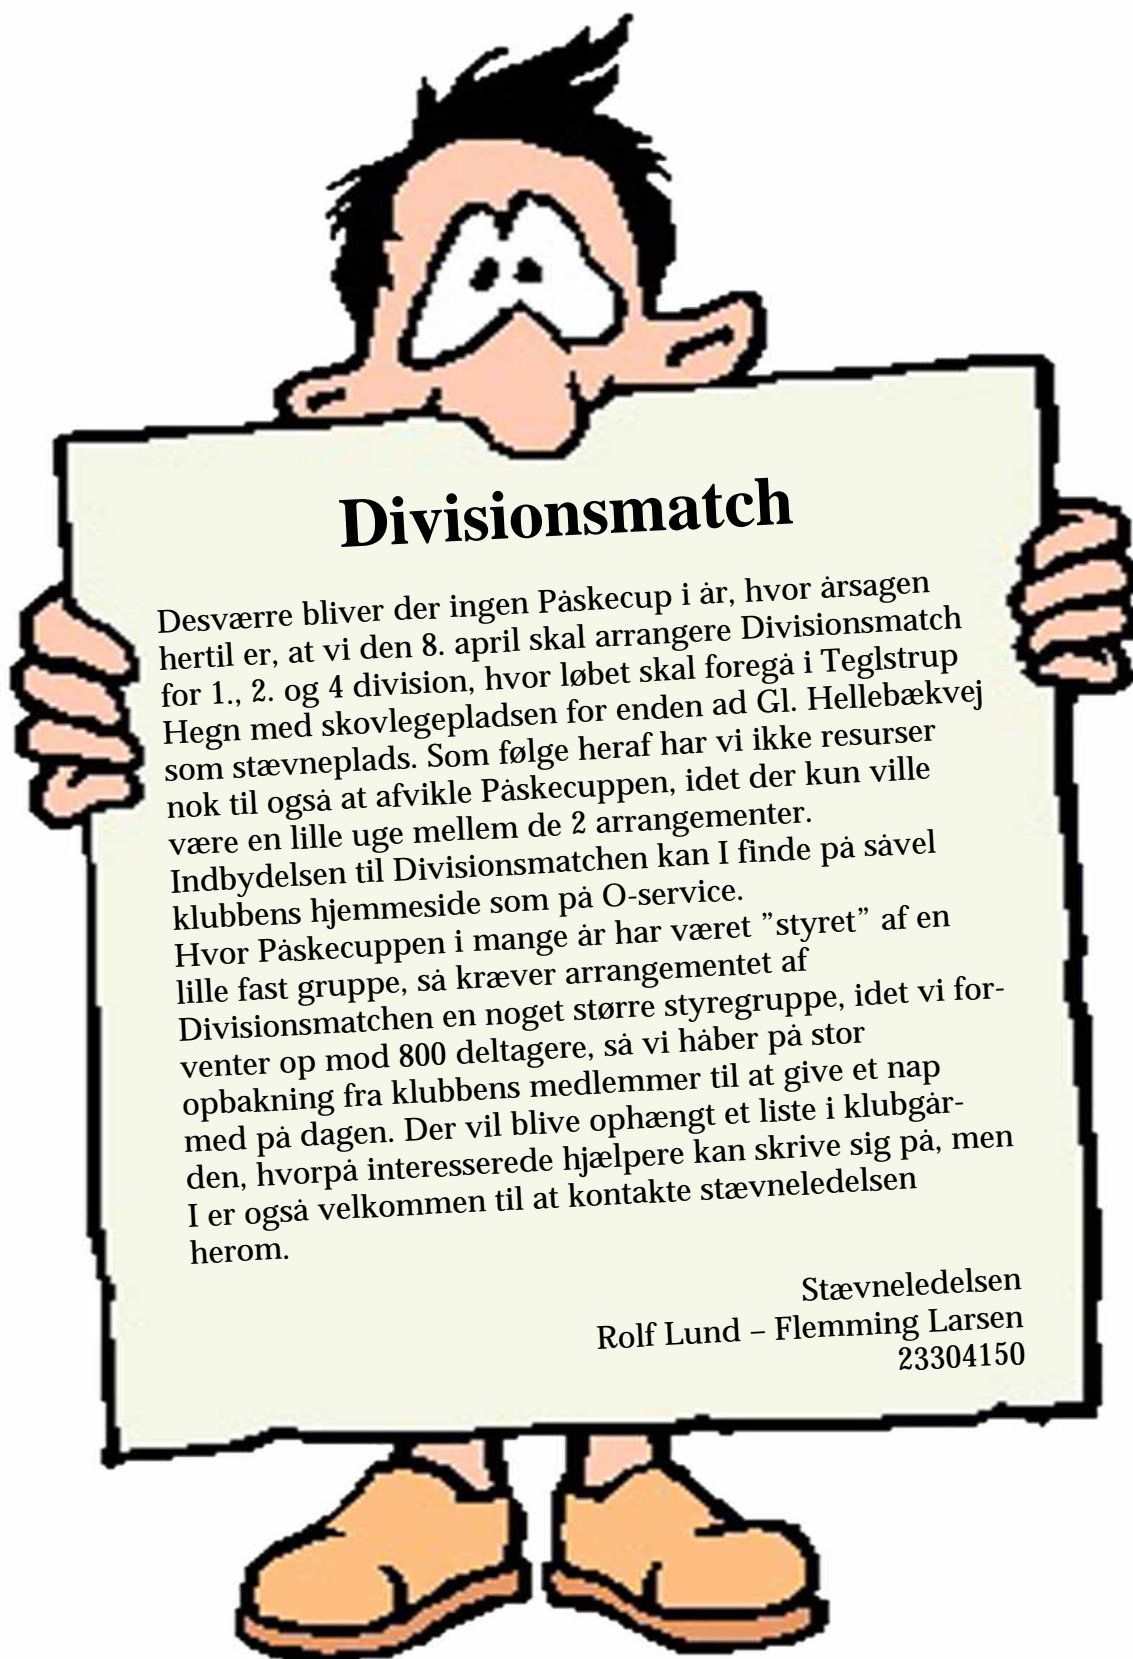 Divisionsmatch
Desværre bliver der ingen Påskecup i år, hvor årsagen
hertil er, at vi den 8. april skal arrangere Divisionsmatch
for 1., 2. og 4 division, hvor løbet skal foregå i Teglstrup
Hegn med skovlegepladsen for enden ad Gl. Hellebækvej
som stævneplads. Som følge heraf har vi ikke resurser
nok til også at afvikle Påskecuppen, idet der kun ville
være en lille uge mellem de 2 arrangementer.
Indbydelsen til Divisionsmatchen kan I finde på såvel
klubbens hjemmeside som på O-service.
Hvor Påskecuppen i mange år har været ”styret” af en
lille fast gruppe, så kræver arrangementet af
Divisionsmatchen en noget større styregruppe, idet vi for-
venter op mod 800 deltagere, så vi håber på stor
opbakning fra klubbens medlemmer til at give et nap
med på dagen. Der vil blive ophængt et liste i klubgår-
den, hvorpå interesserede hjælpere kan skrive sig på, men
I er også velkommen til at kontakte stævneledelsen
herom.
Stævneledelsen
Rolf Lund – Flemming Larsen
23304150